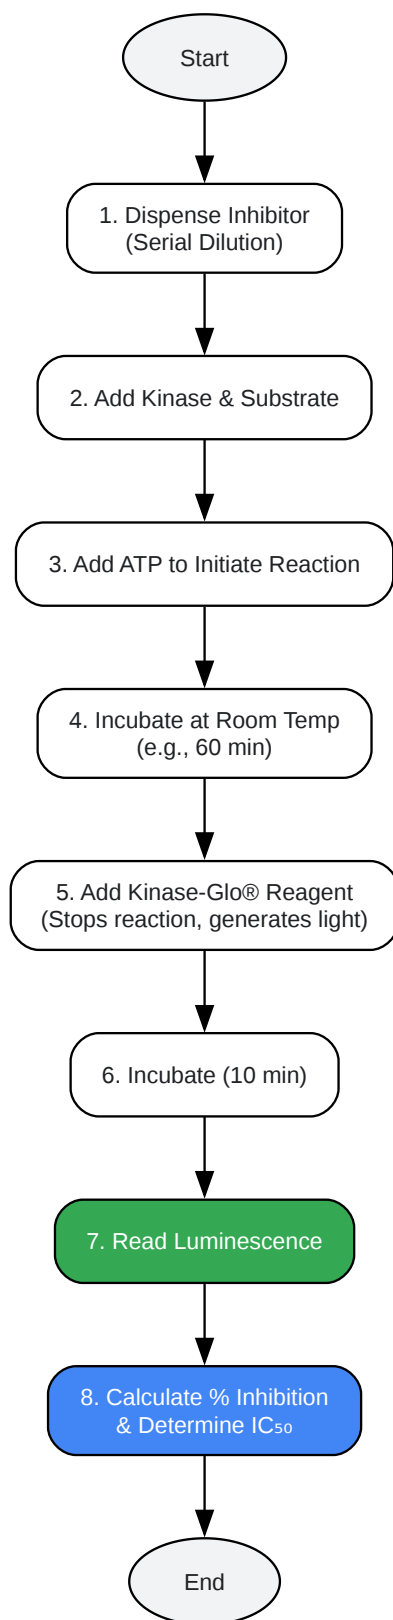 Start
1. Dispense Inhibitor
(Serial Dilution)
2. Add Kinase & Substrate
3. Add ATP to Initiate Reaction
4. Incubate at Room Temp
(e.g., 60 min)
5. Add Kinase-Glo® Reagent
(Stops reaction, generates light)
6. Incubate (10 min)
7. Read Luminescence
8. Calculate % Inhibition
& Determine IC₅₀
End